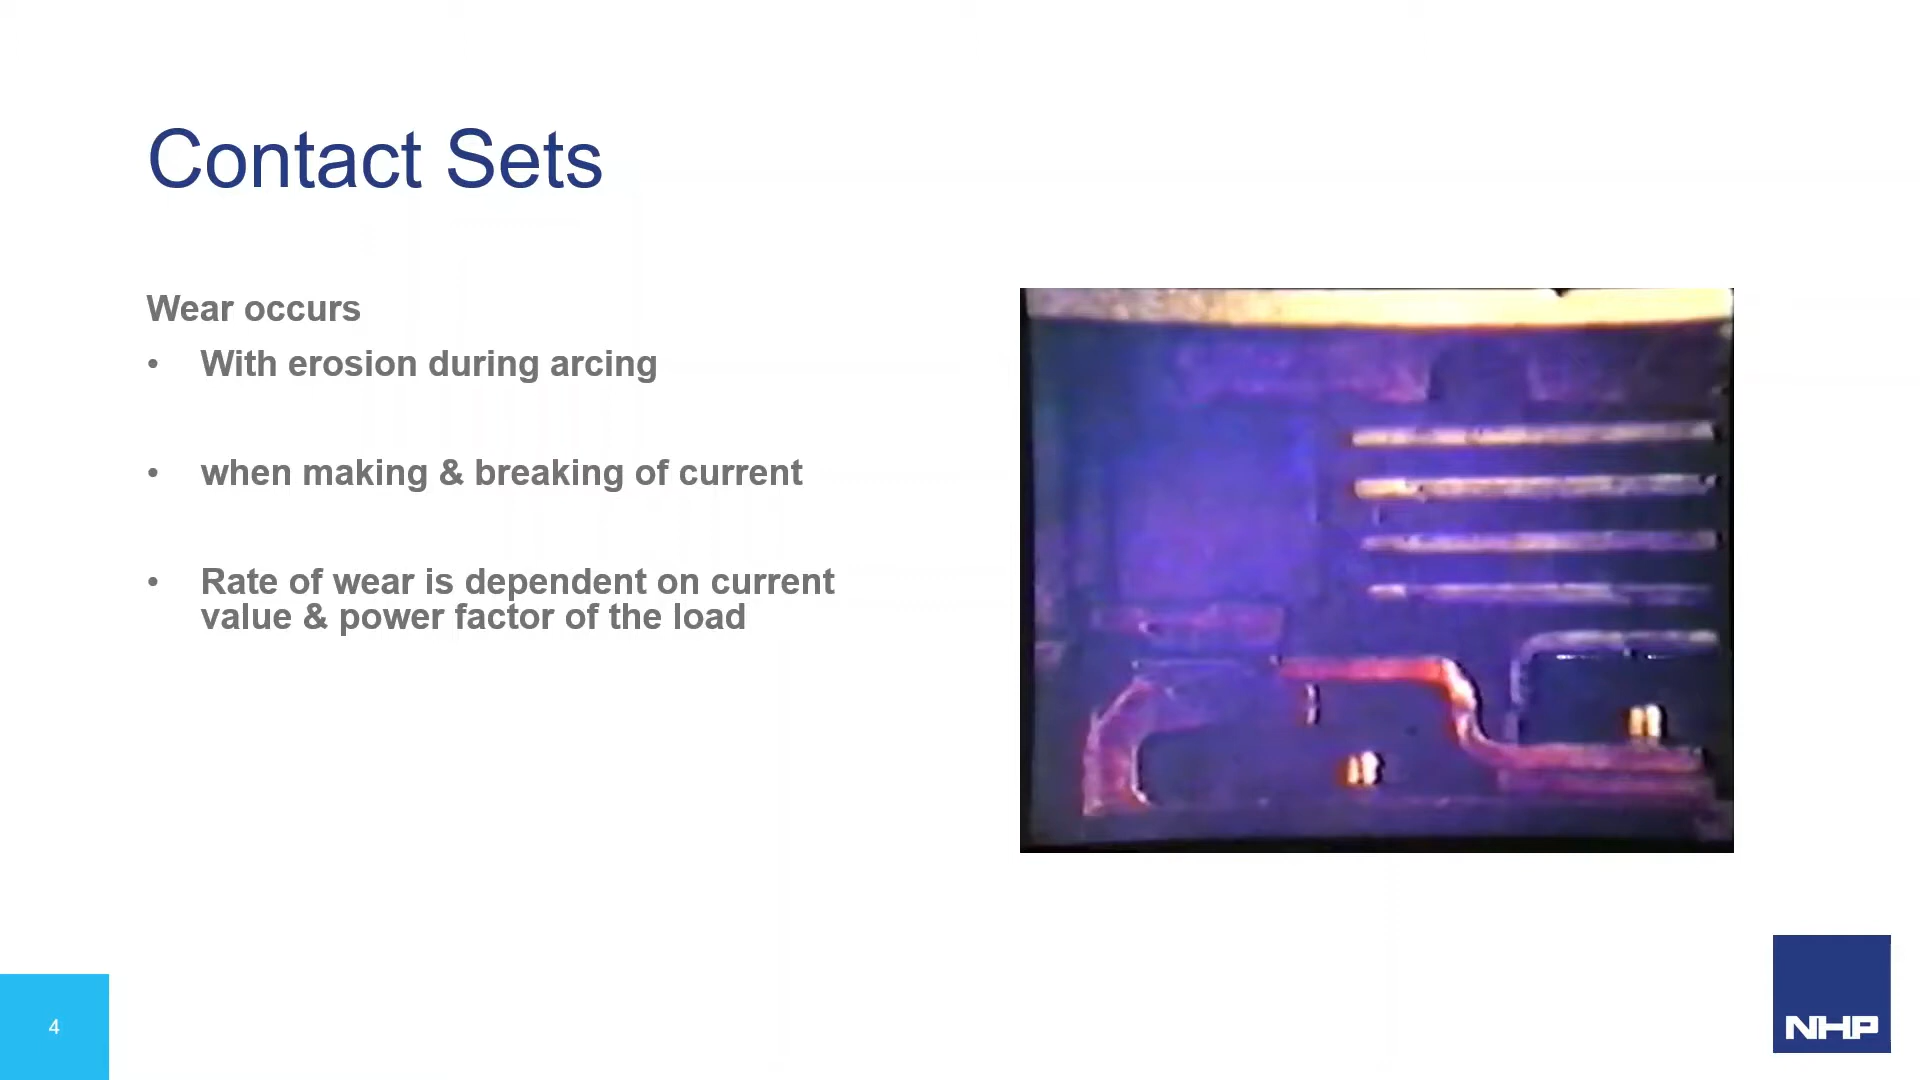 Contact Sets
Wear occurs
• With erosion during arcing
• when making & breaking of current
• Rate of wear is dependent on current
value & power factor of the load
4
NHP